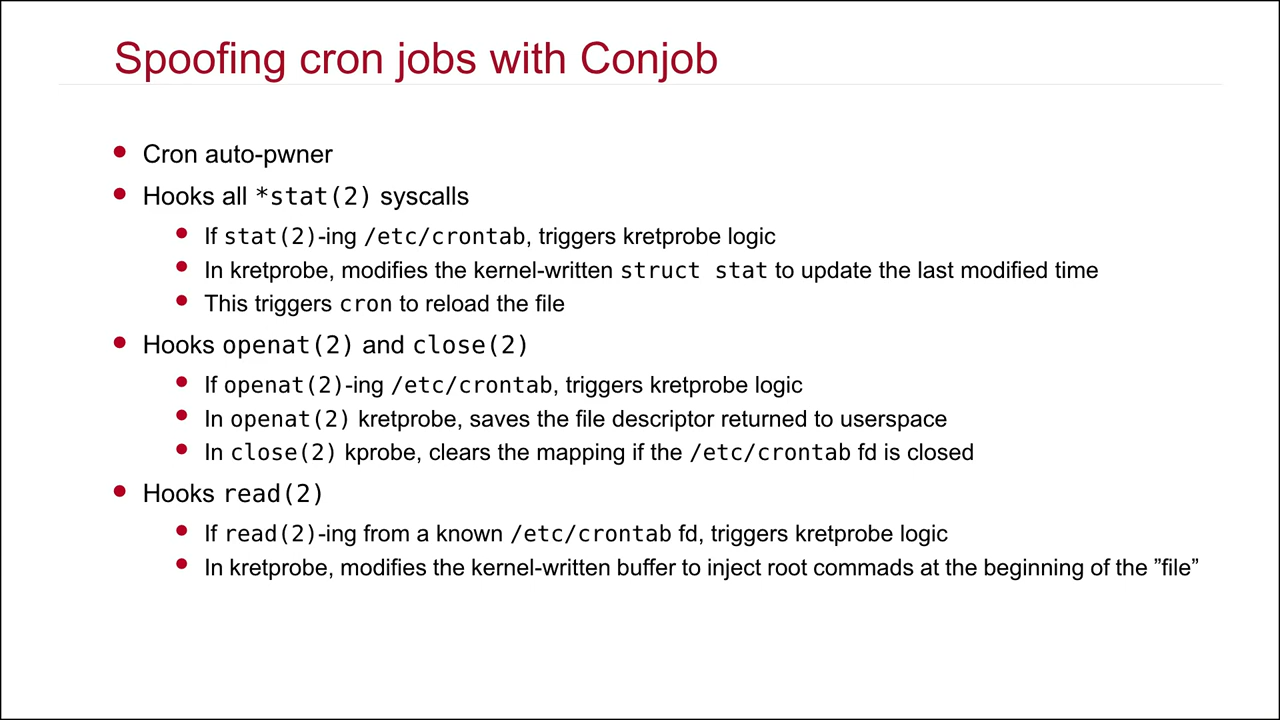 Spoofing cron jobs with Conjob
• Cron auto-pwner
• Hooks all *stat(2) syscalls
• If stat(2)-ing /etc/crontab, triggers kretprobe logic
• In kretprobe, modifies the kernel-written struct stat to update the last modified time
• This triggers cron to reload the file
• Hooks openat(2) and close(2)
• If openat(2)-ing /etc/crontab, triggers kretprobe logic
• In openat(2) kretprobe, saves the file descriptor returned to userspace
• In close(2) kprobe, clears the mapping if the /etc/crontab fd is closed
• Hooks read(2)
• If read(2)-ing from a known /etc/crontab fd, triggers kretprobe logic
• In kretprobe, modifies the kernel-written buffer to inject root commads at the beginning of the ”file”